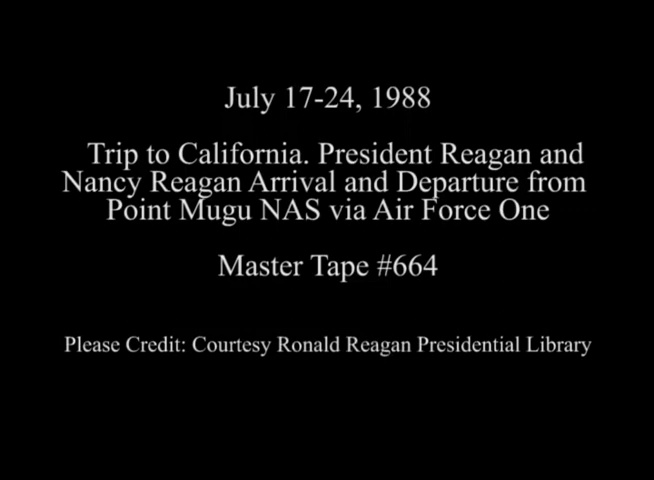 July 17-24, 1988
Trip to California. President Reagan and
Nancy Reagan Arrival and Departure from
Point Mugu NAS via Air Force One
Master Tape #664
Please Credit: Courtesy Ronald Reagan Presidential Library